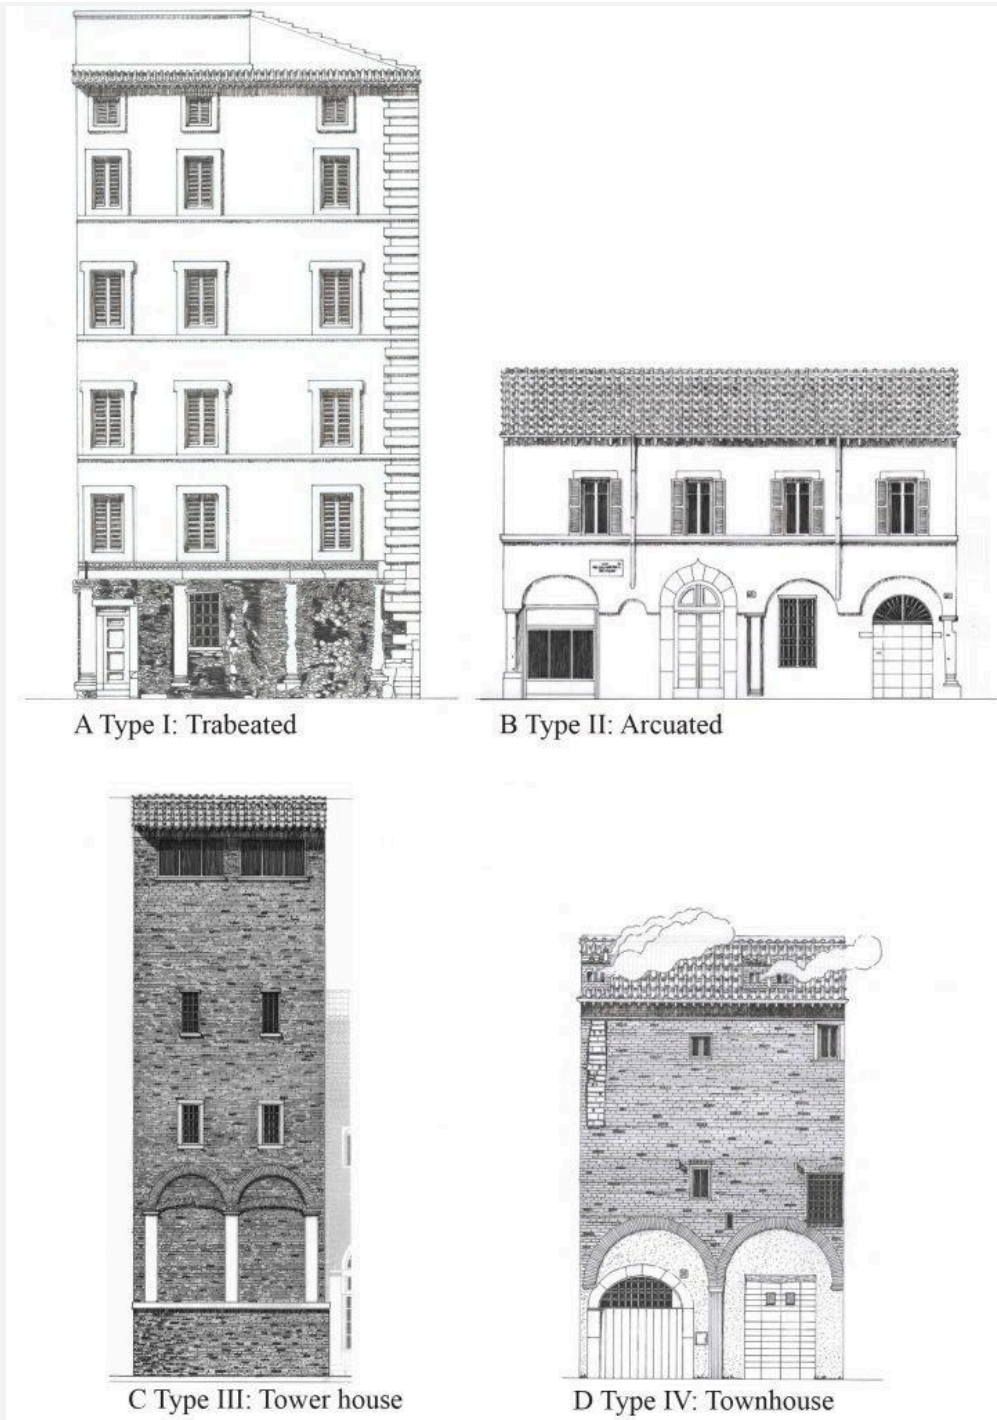 A Type I: Trabeated
B Type II: Arcuated
C Type III: Tower house
D Type IV: Townhouse